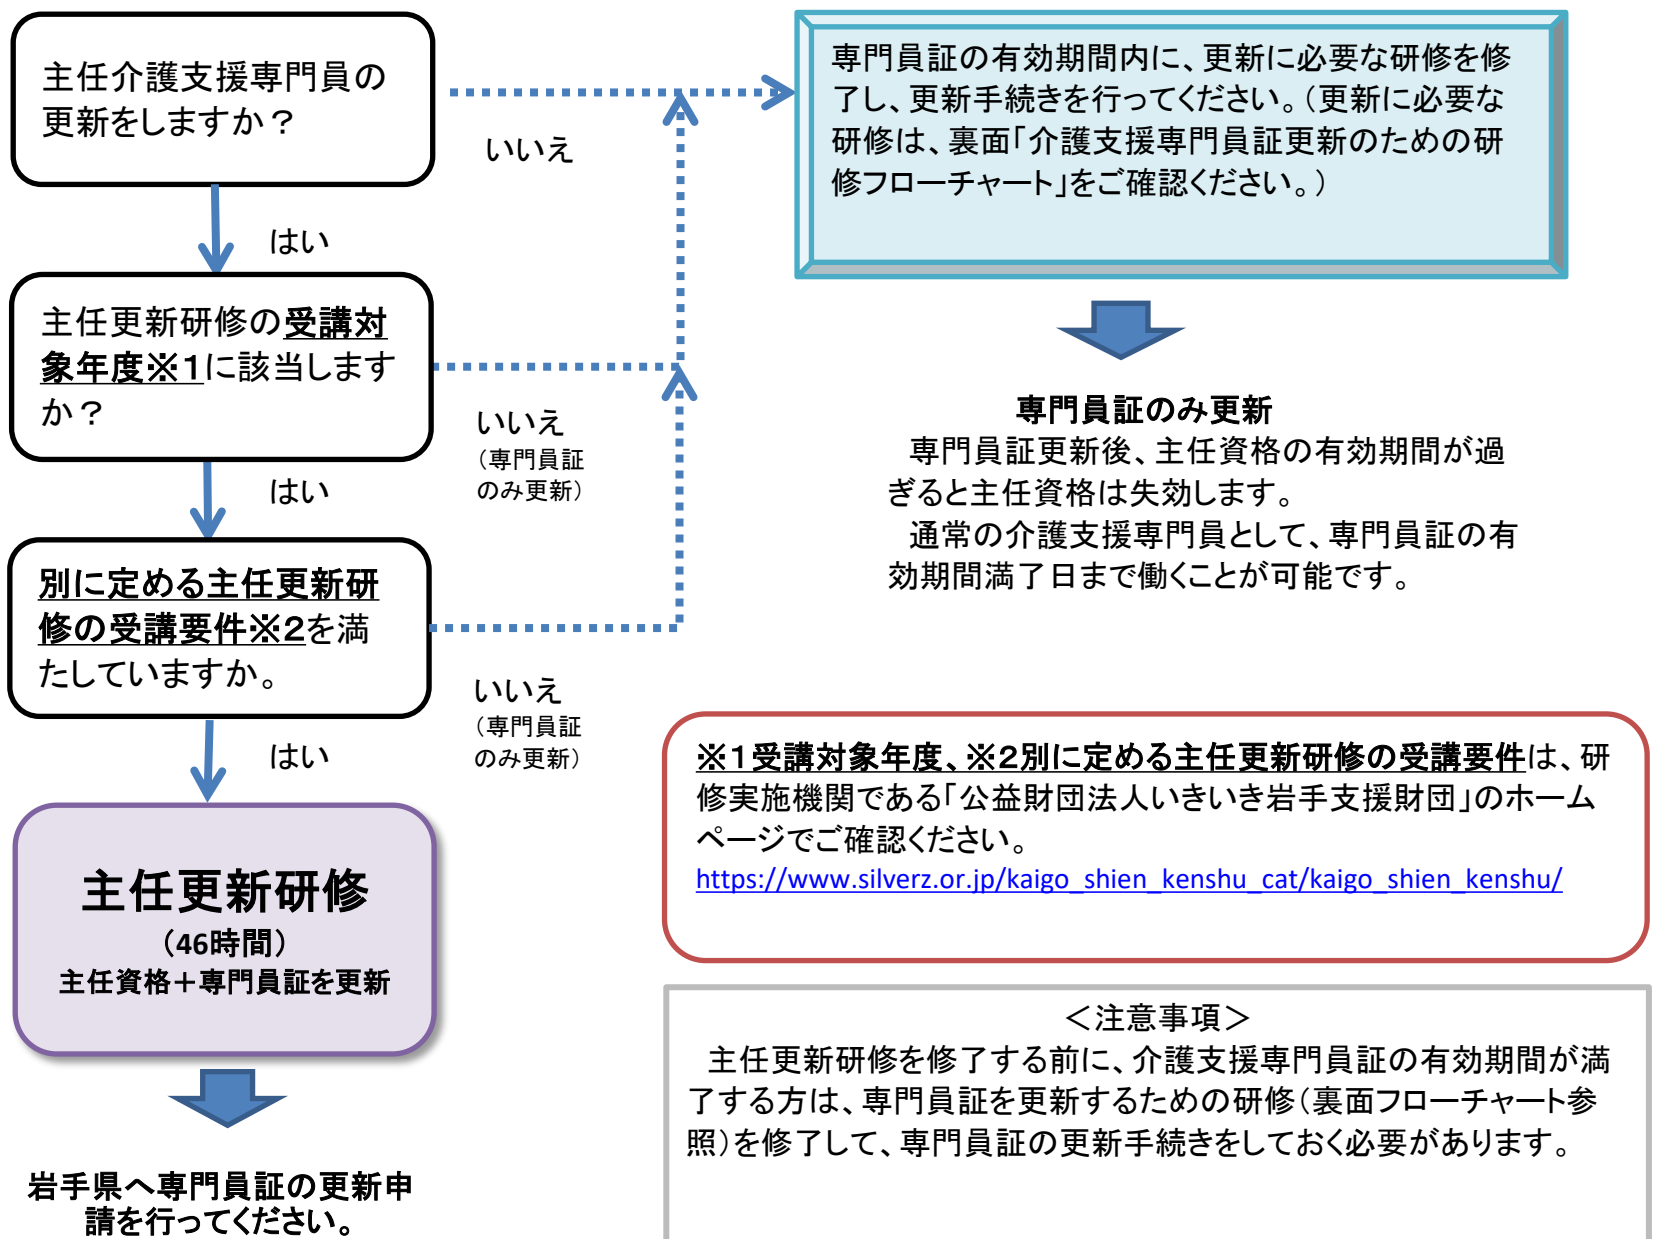 主任介護支援専門員の
更新をしますか？
いいえ
はい
専門員証の有効期間内に、更新に必要な研修を修
了し、更新手続きを行ってください。（更新に必要な
研修は、裏面「介護支援専門員証更新のための研
修フローチャート」をご確認ください。）
主任更新研修の受講対
象年度※1に該当します
か？
いいえ
（専門員証
のみ更新）
はい
専門員証のみ更新
専門員証更新後、主任資格の有効期間が過
ぎると主任資格は失効します。
通常の介護支援専門員として、専門員証の有
効期間満了日まで働くことが可能です。
別に定める主任更新研
修の受講要件※2を満
たしていますか。
いいえ
（専門員証
のみ更新）
はい
※1受講対象年度、※2別に定める主任更新研修の受講要件は、研
修実施機関である「公益財団法人いきいき岩手支援財団」のホーム
ページでご確認ください。
https://www.silverz.or.jp/kaigo_shien_kenshu_cat/kaigo_shien_kenshu/
主任更新研修
（46時間）
主任資格＋専門員証を更新
＜注意事項＞
主任更新研修を修了する前に、介護支援専門員証の有効期間が満
了する方は、専門員証を更新するための研修（裏面フローチャート参
照）を修了して、専門員証の更新手続きをしておく必要があります。
岩手県へ専門員証の更新申
請を行ってください。